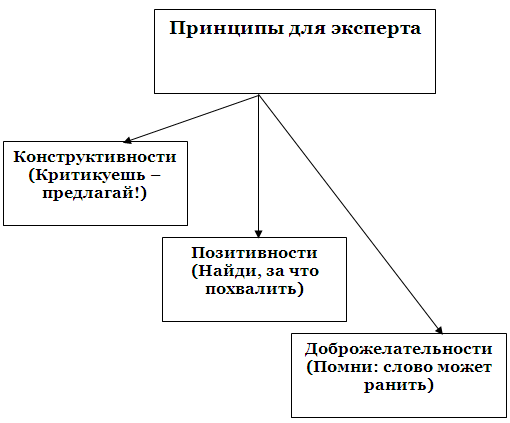 Принципы для эксперта
Конструктивности
(Критикуешь –
предлагай!)
Позитивности
(Найди, за что
похвалить)
Доброжелательности
(Помни: слово может
ранить)